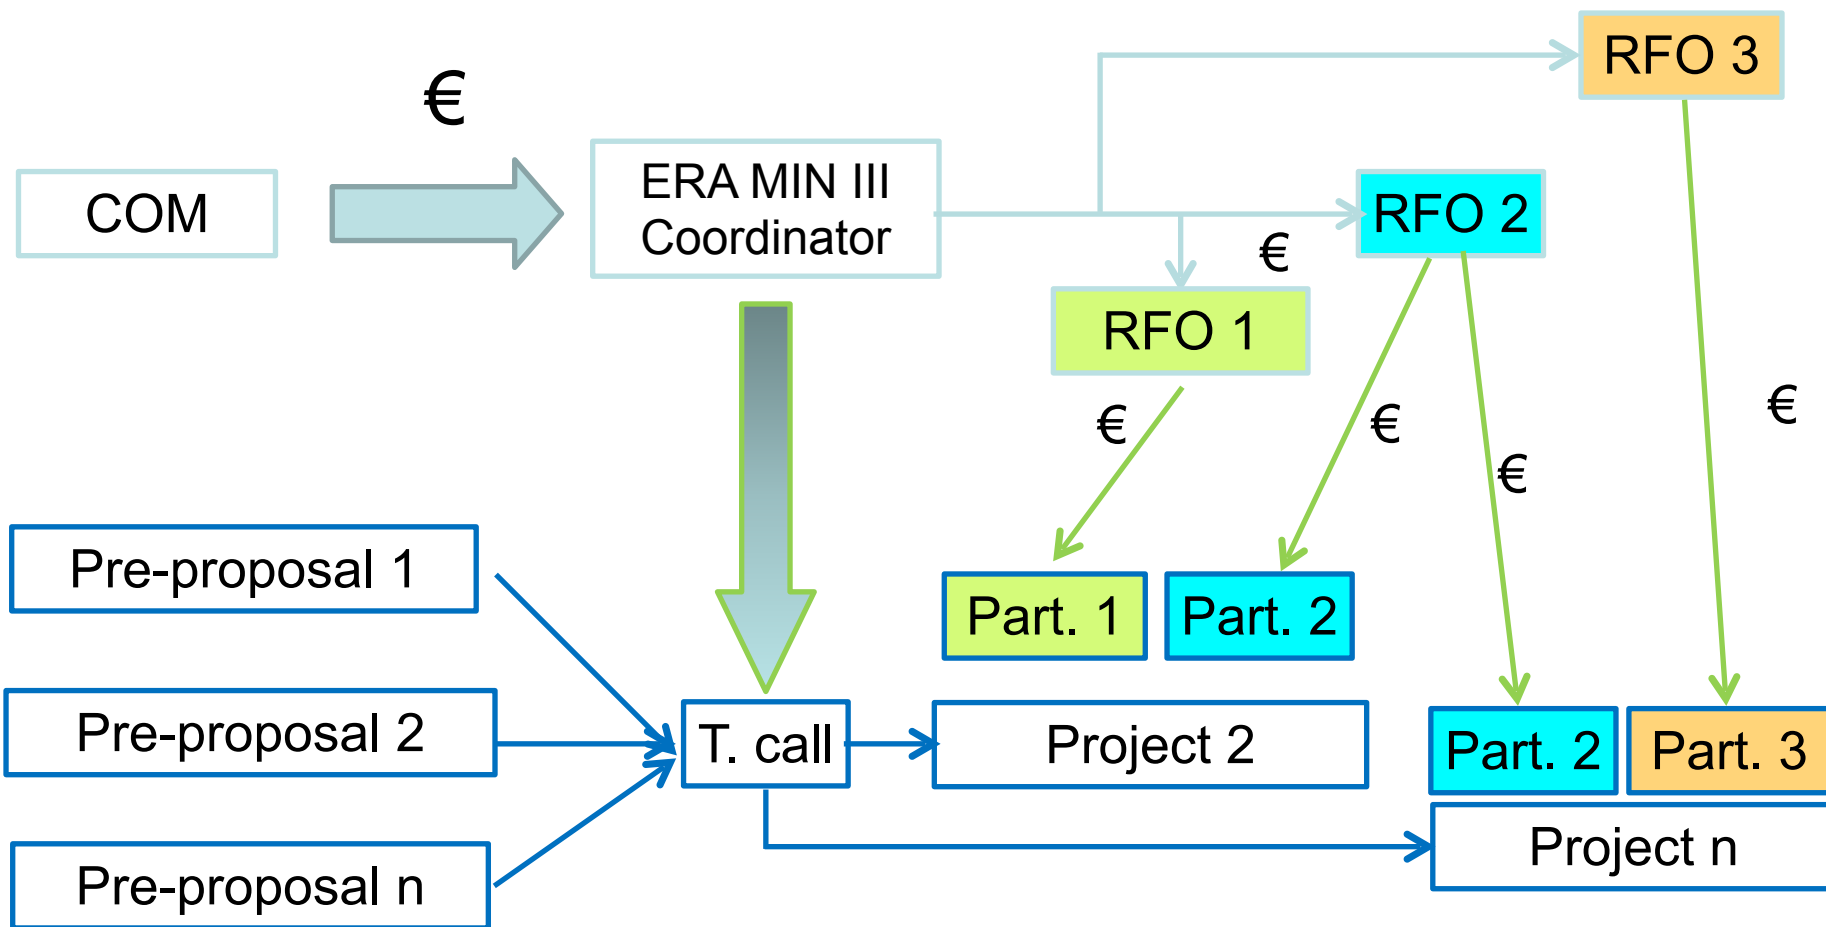 RFO 3
€
COM
ERA MIN III
Coordinator
RFO 2
€
RFO 1
€
€
€
€
Pre-proposal 1
Part. 1
Part. 2
Pre-proposal 2
T. call
Project 2
Part. 2
Part. 3
Project n
Pre-proposal n